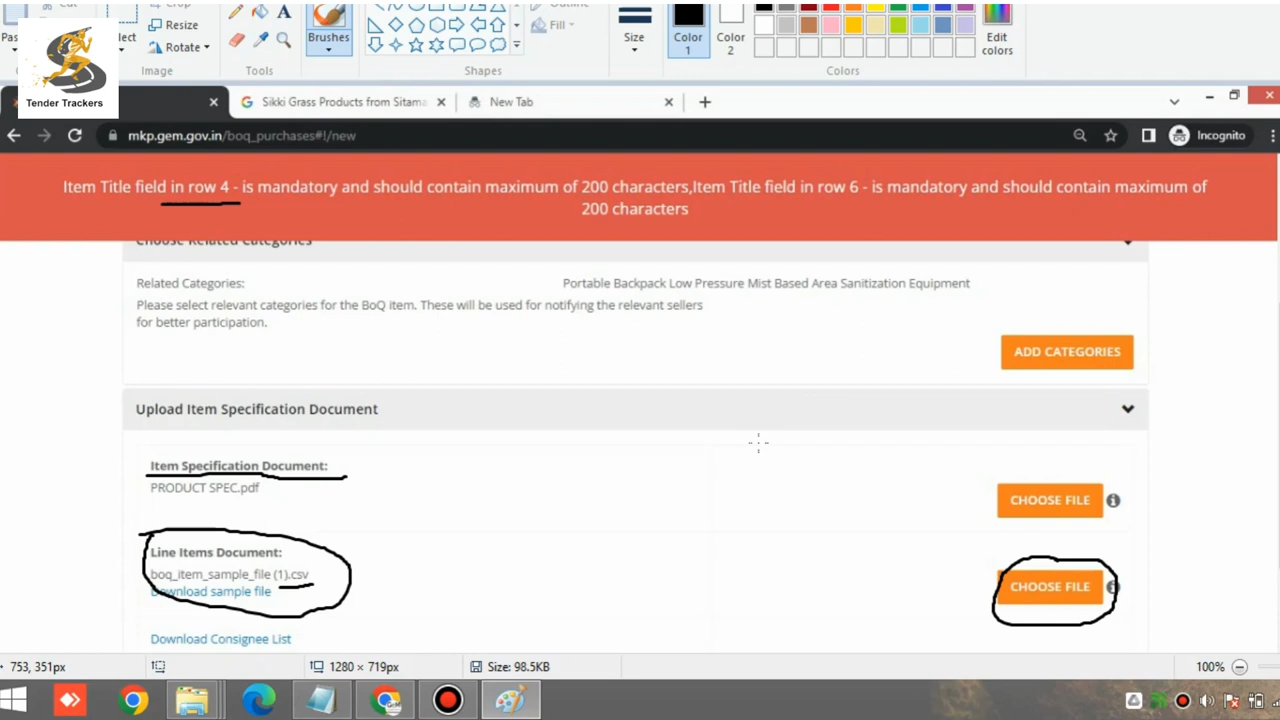 Crop
Resize
Rotate
Image
Tools
Brushes
Shapes
Outline
Fill
Size
Color 1
Color 2
Edit colors
Colors
Tender Trackers
Sikki Grass Products from Sitama
New Tab
mkp.gem.gov.in/boq_purchases#!/new
Incognito
Item Title field in row 4 - is mandatory and should contain maximum of 200 characters,Item Title field in row 6 - is mandatory and should contain maximum of
200 characters
Choose Related Categories
Related Categories:
Portable Backpack Low Pressure Mist Based Area Sanitization Equipment
Please select relevant categories for the BoQ item. These will be used for notifying the relevant sellers
for better participation.
ADD CATEGORIES
Upload Item Specification Document
Item Specification Document:
PRODUCT SPEC.pdf
CHOOSE FILE
Line Items Document:
boq_item_sample_file (1).csv
Download sample file
CHOOSE FILE
Download Consignee List
753, 351px
1280 × 719px
Size: 98.5KB
100%